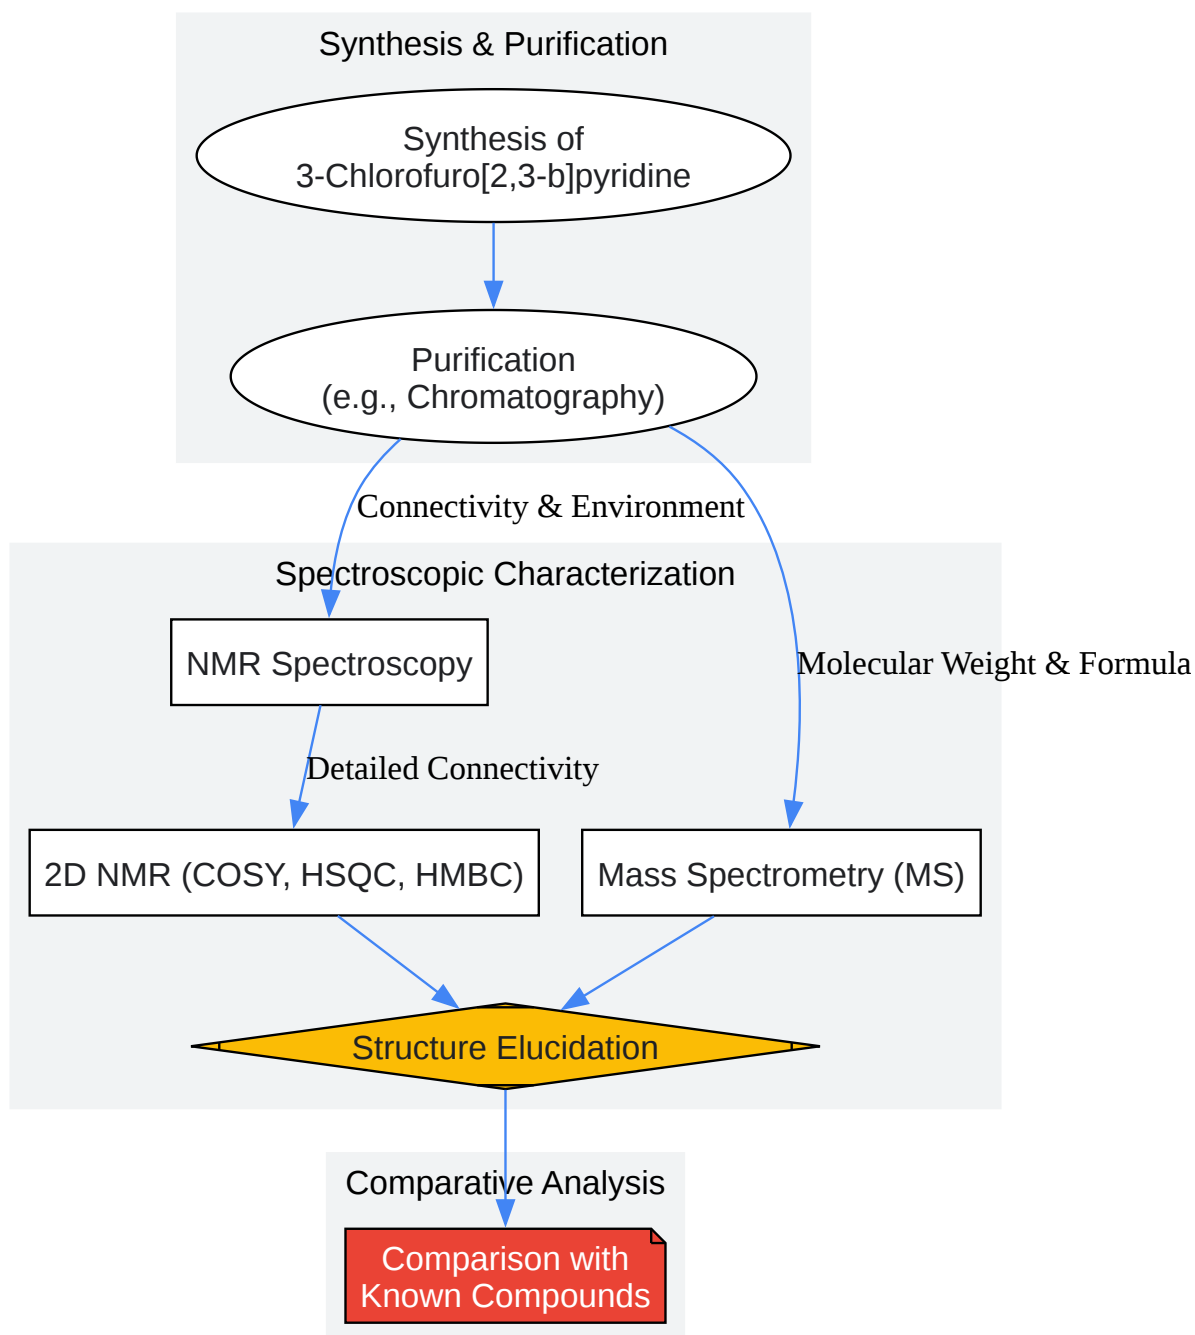 Synthesis & Purification
Synthesis of
3-Chlorofuro[2,3-b]pyridine
Purification
(e.g., Chromatography)
Connectivity & Environment
Spectroscopic Characterization
NMR Spectroscopy
Molecular Weight & Formula
Detailed Connectivity
2D NMR (COSY, HSQC, HMBC)
Mass Spectrometry (MS)
Structure Elucidation
Comparative Analysis
Comparison with
Known Compounds